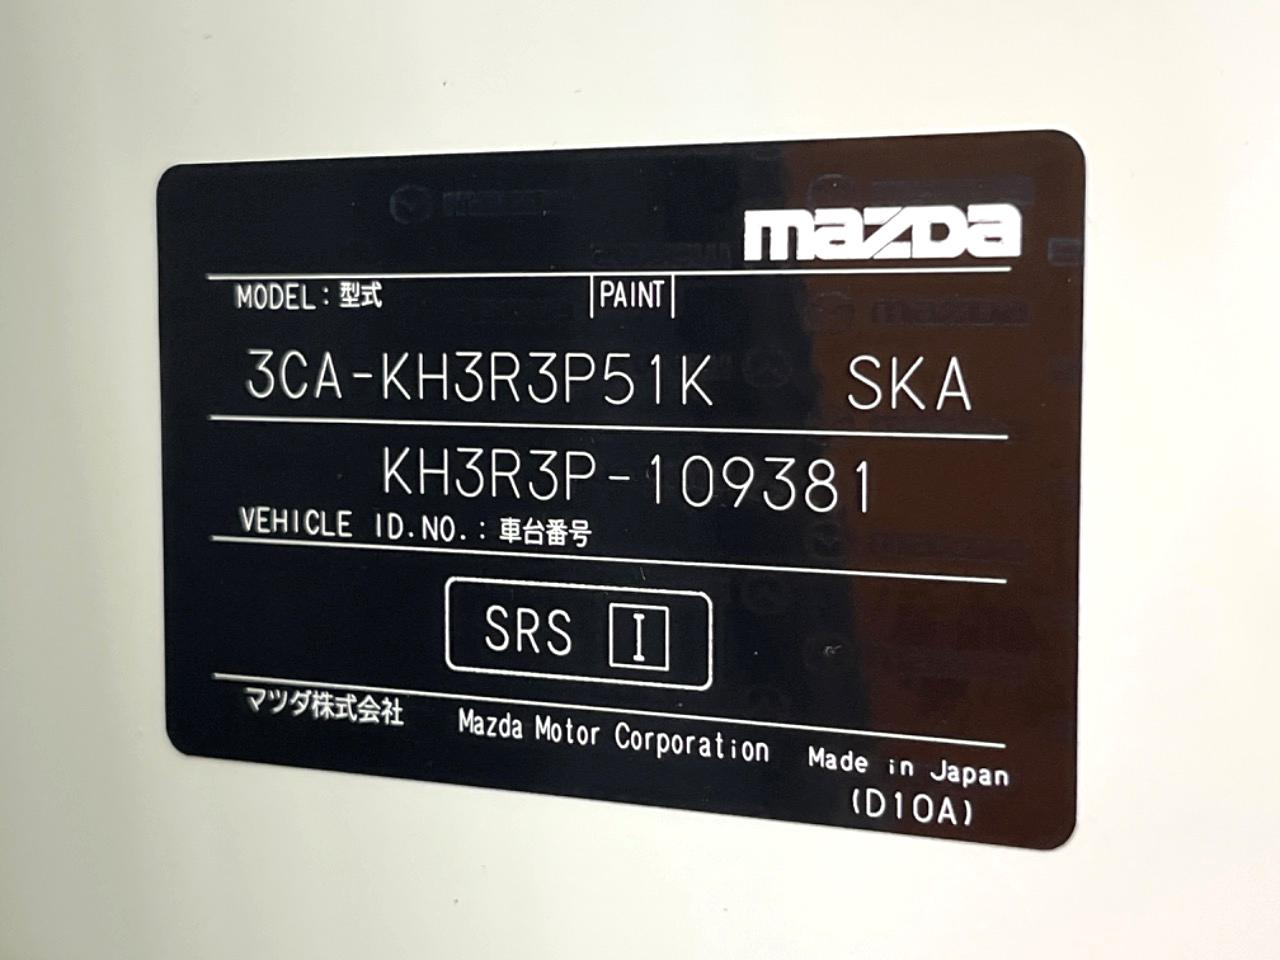 mazda
MODEL : 型式 PAINT
3CA-KH3R3P51K SKA
KH3R3P-109381
VEHICLE ID.NO. : 車台番号
SRS I
マツダ株式会社 Mazda Motor Corporation Made in Japan
(D10A)